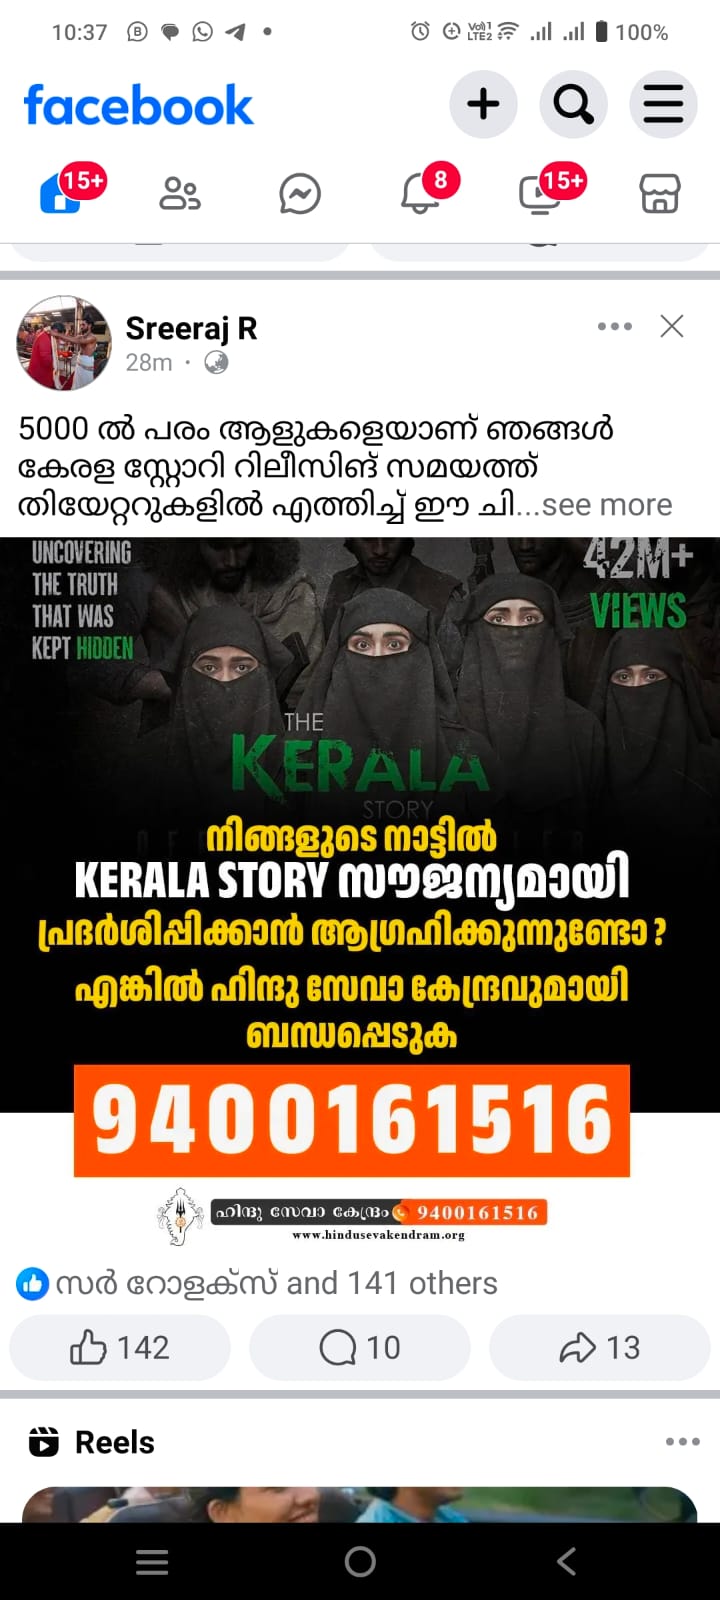 10:37
Vo) 1
LTE2
100%
facebook
15+
8
15+
Sreeraj R
28m
5000 ൽ പരം ആളുകളെയാണ് ഞങ്ങൾ
കേരള സ്റ്റോറി റിലീസിങ് സമയത്ത്
തിയേറ്ററുകളിൽ എത്തിച്ച് ഈ ചി...see more
UNCOVERING
THE TRUTH
THAT WAS
KEPT HIDDEN
42M+
VIEWS
THE
KERALA
STORY
നിങ്ങളുടെ നാട്ടിൽ
KERALA STORY സൗജന്യമായി
പ്രദർശിപ്പിക്കാൻ ആഗ്രഹിക്കുന്നുണ്ടോ ?
എങ്കിൽ ഹിന്ദു സേവാ കേന്ദ്രവുമായി
ബന്ധപ്പെടുക
9400161516
ഹിന്ദു സേവാ കേന്ദ്രം 9400161516
www.hindusevakendram.org
സർ റോളക്സ് and 141 others
142
10
13
Reels